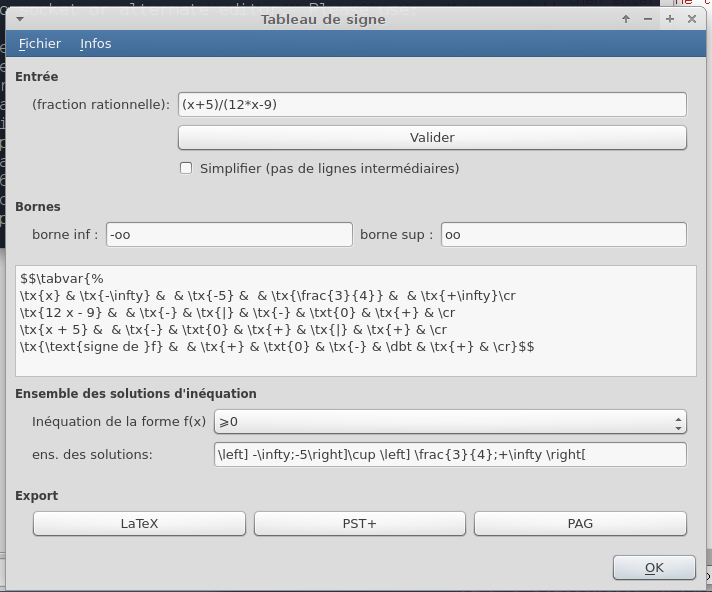 Tableau de signe
Fichier Infos
Entrée
(fraction rationnelle): (x+5)/(12*x-9)
Valider
Simplifier (pas de lignes intermédiaires)
Bornes
borne inf : -oo borne sup : oo
$$\tabvar{%
\tx{x} & \tx{-\infty} &  & \tx{-5} &  & \tx{\frac{3}{4}} &  & \tx{+\infty}\cr
\tx{12 x - 9} &  & \tx{-} & \tx{|} & \tx{-} & \txt{0} & \tx{+} & \cr
\tx{x + 5} &  & \tx{-} & \txt{0} & \tx{+} & \tx{|} & \tx{+} & \cr
\tx{\text{signe de }f} &  & \tx{+} & \txt{0} & \tx{-} & \dbt & \tx{+} & \cr}$$
Ensemble des solutions d'inéquation
Inéquation de la forme f(x) ⩾0
ens. des solutions: \left] -\infty;-5\right]\cup \left] \frac{3}{4};+\infty \right[
Export
LaTeX PST+ PAG
OK